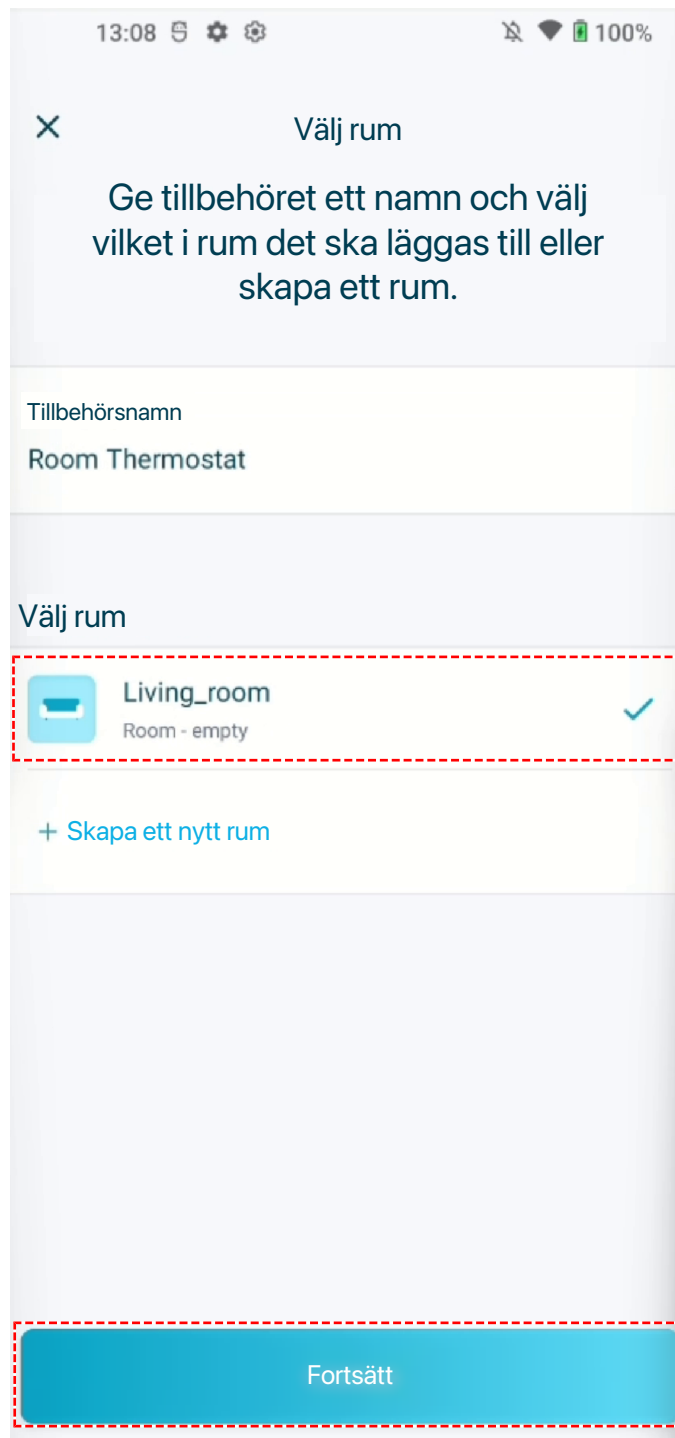 13:08 100%
Välj rum
Ge tillbehöret ett namn och välj
vilket i rum det ska läggas till eller
skapa ett rum.
Tillbehörsnamn
Room Thermostat
Välj rum
Living_room
Room - empty
+ Skapa ett nytt rum
Fortsätt